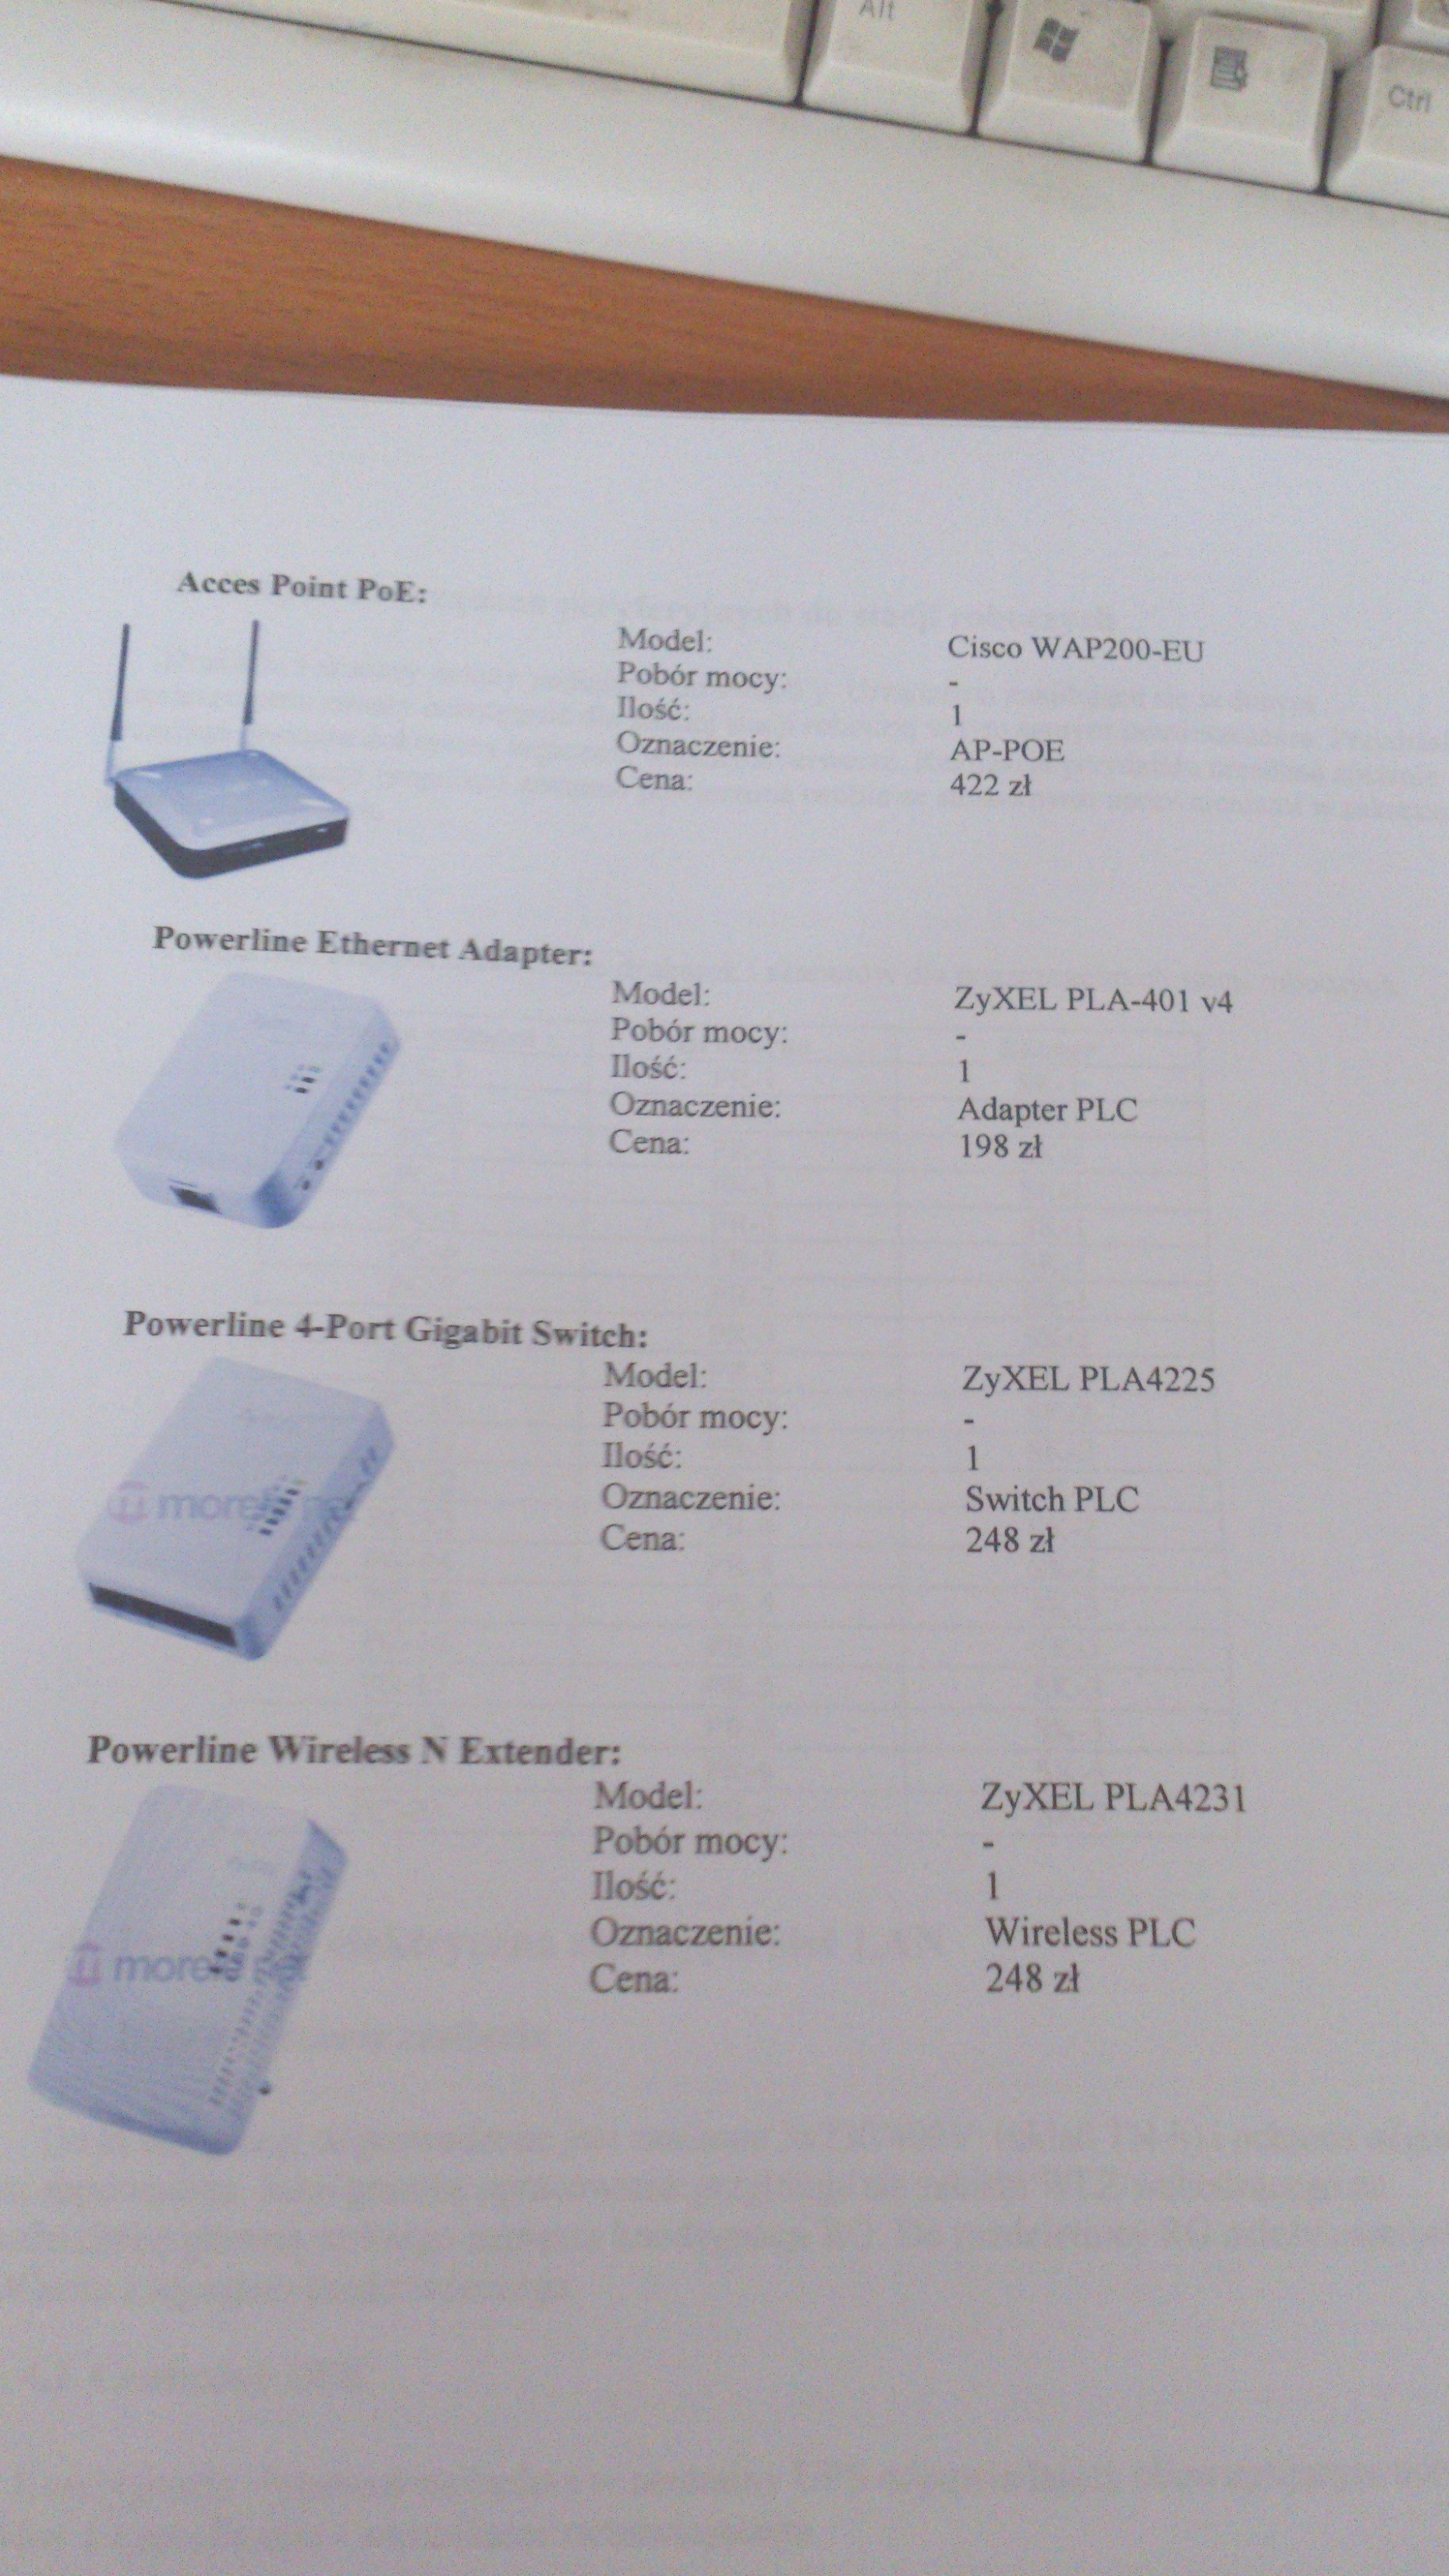 Alt
Ctrl
Acces Point PoE:
Model: Cisco WAP200-EU
Pobór mocy: -
Ilość: 1
Oznaczenie: AP-POE
Cena: 422 zł
Powerline Ethernet Adapter:
Model: ZyXEL PLA-401 v4
Pobór mocy: -
Ilość: 1
Oznaczenie: Adapter PLC
Cena: 198 zł
Powerline 4-Port Gigabit Switch:
Model: ZyXEL PLA4225
Pobór mocy: -
Ilość: 1
Oznaczenie: Switch PLC
Cena: 248 zł
Powerline Wireless N Extender:
Model: ZyXEL PLA4231
Pobór mocy: -
Ilość: 1
Oznaczenie: Wireless PLC
Cena: 248 zł